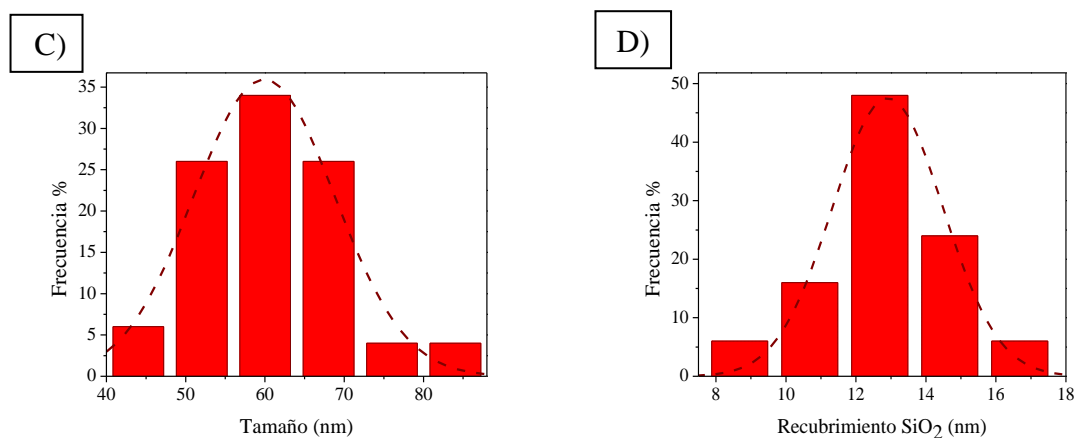 C)
35
30
25
20
15
10
5
0
Frecuencia %
40 50 60 70 80
Tamaño (nm)
D)
50
40
30
20
10
0
Frecuencia %
8 10 12 14 16 18
Recubrimiento SiO2 (nm)